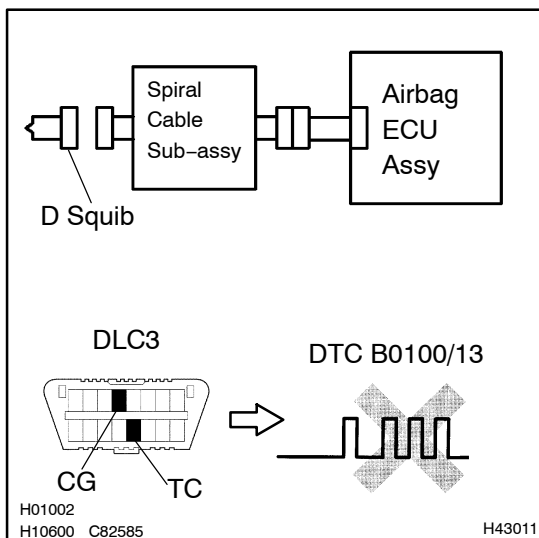 Spiral
Cable
Sub-assy
Airbag
ECU
Assy
D Squib
DLC3
DTC B0100/13
CG
TC
H01002
H10600 C82585
H43011